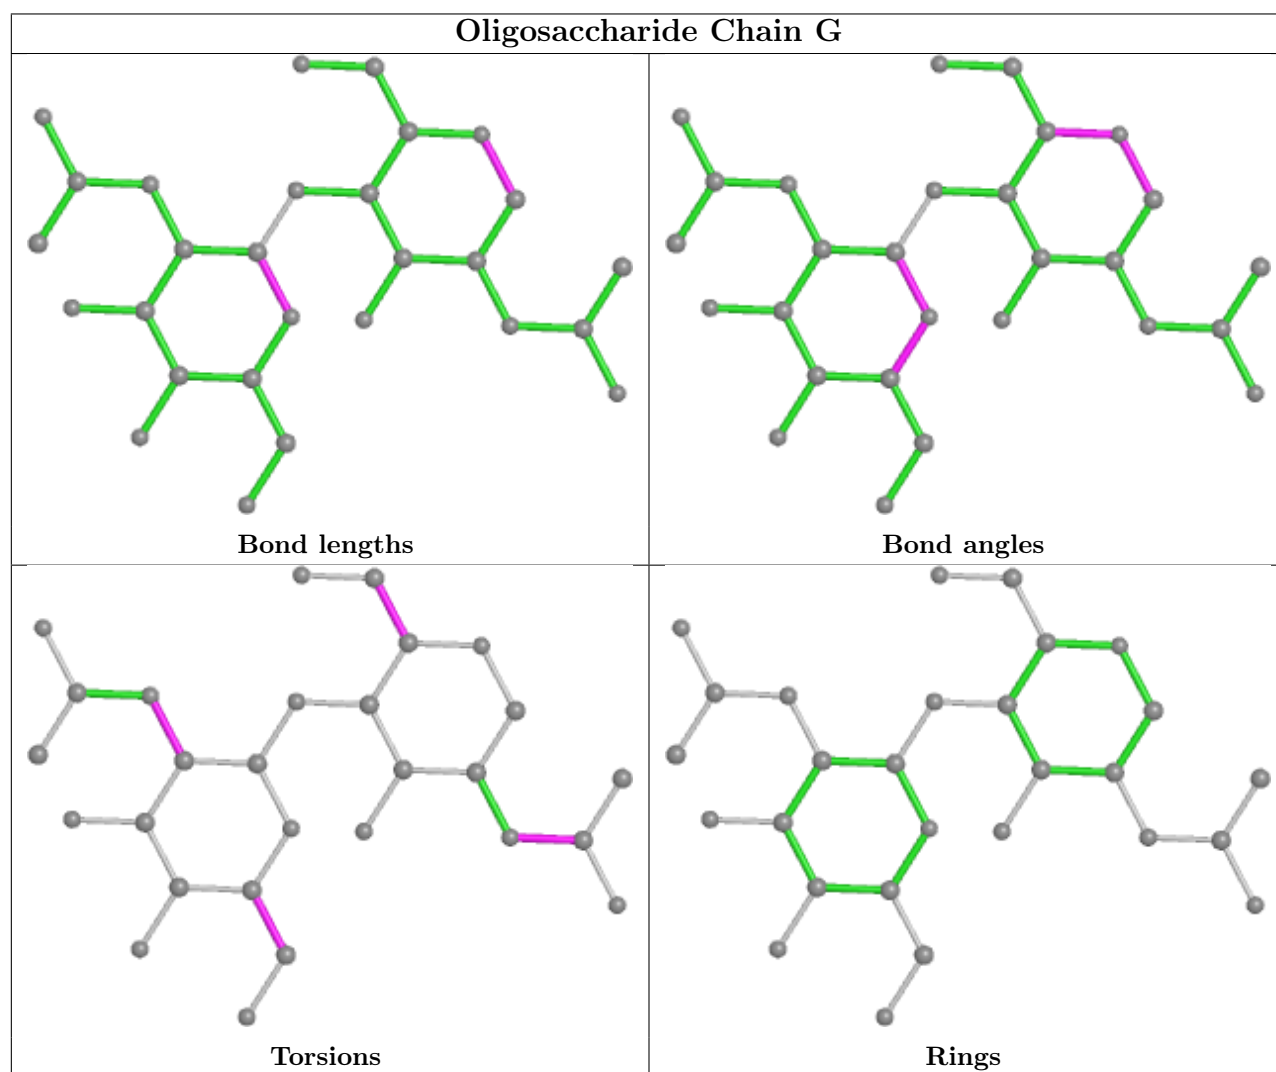 Oligosaccharide Chain G
Bond lengths
Bond angles
Torsions
Rings